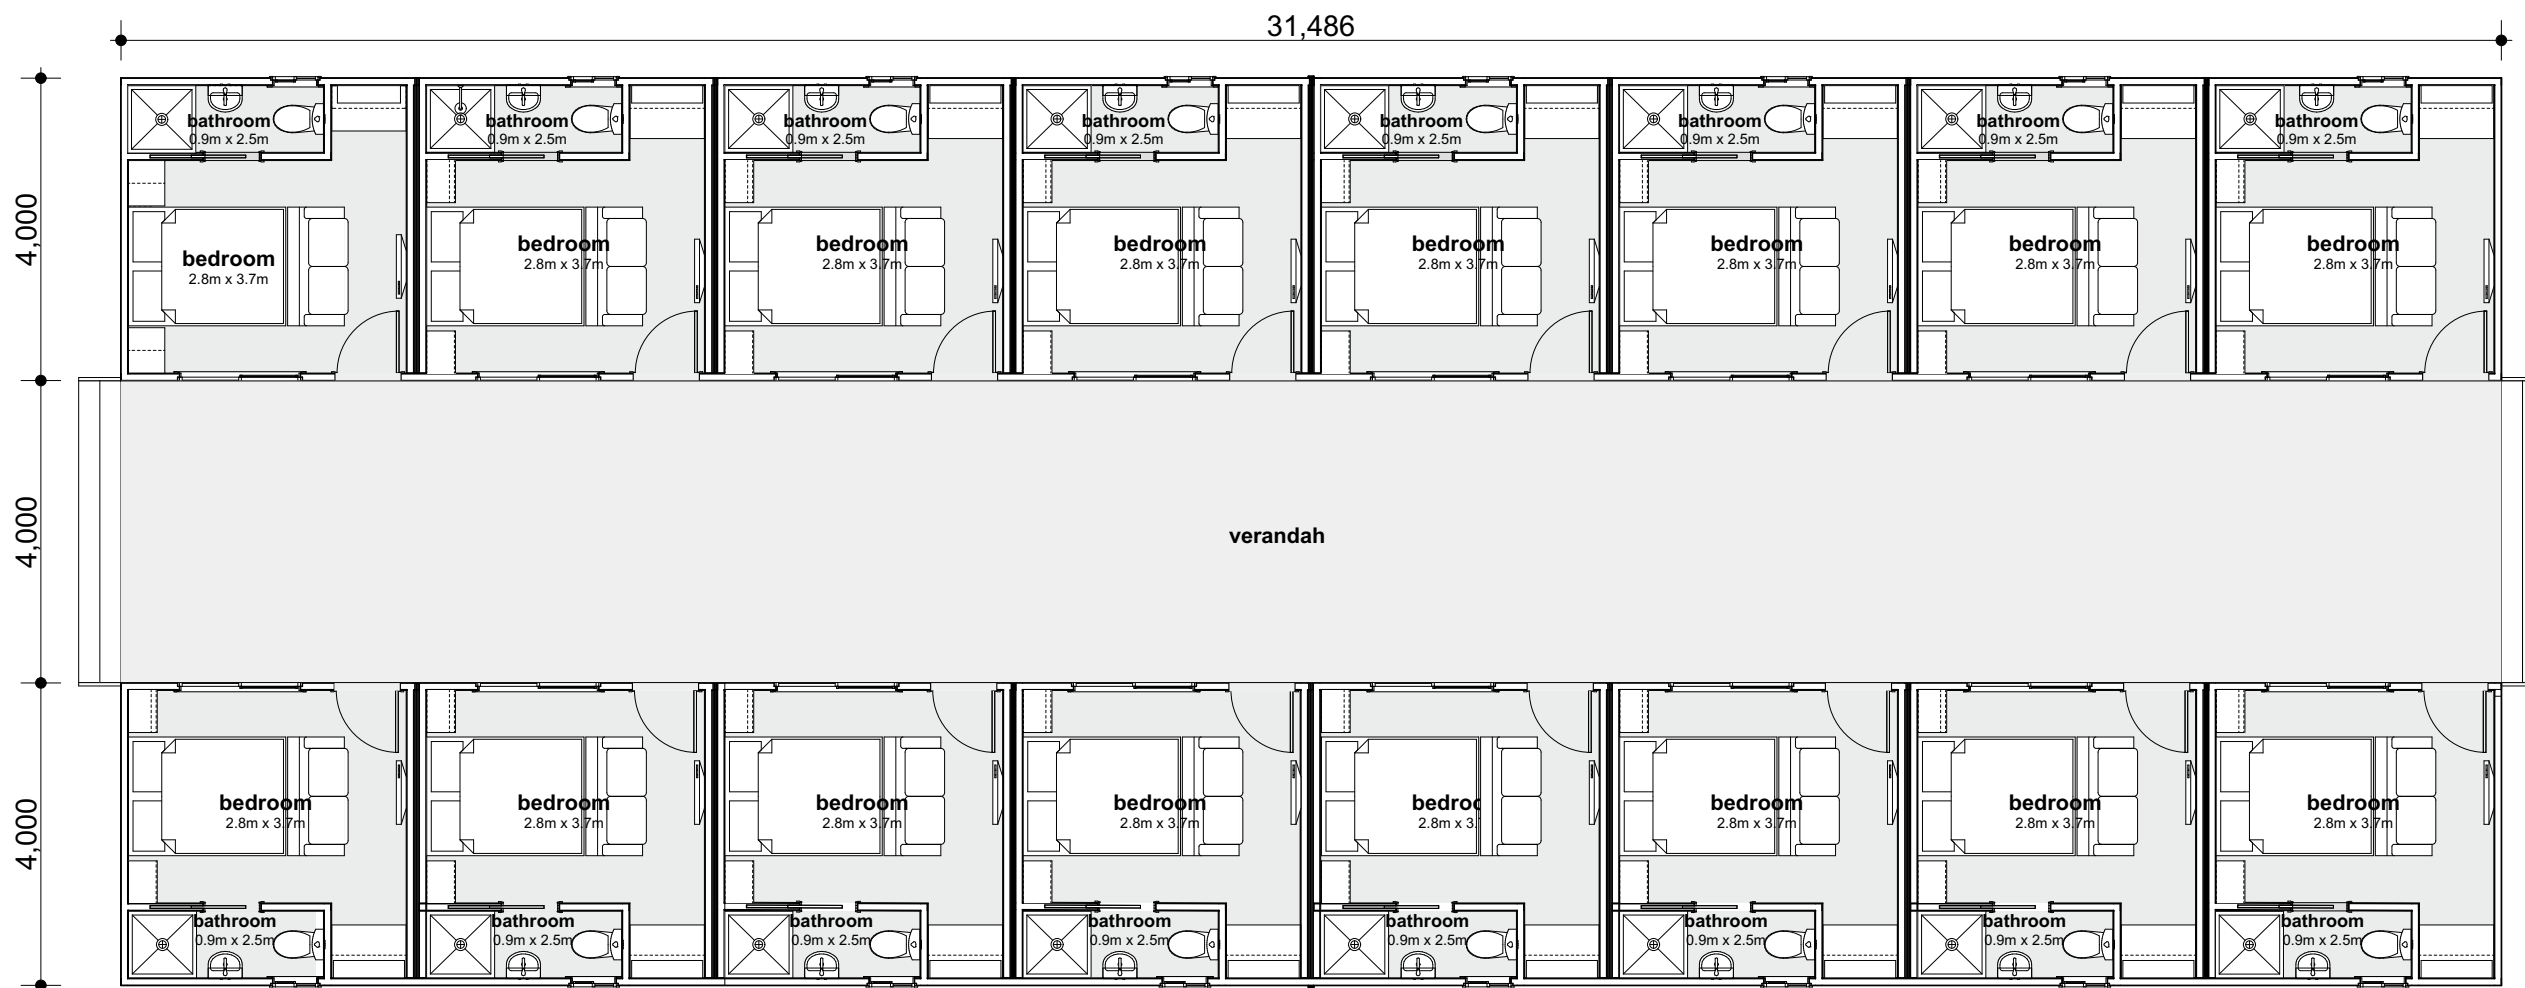 31,486
bathroom
0.9m x 2.5m
bathroom
0.9m x 2.5m
bathroom
0.9m x 2.5m
bathroom
0.9m x 2.5m
bathroom
0.9m x 2.5m
bathroom
0.9m x 2.5m
bathroom
0.9m x 2.5m
bathroom
0.9m x 2.5m
4,000
bedroom
2.8m x 3.7m
bedroom
2.8m x 3.7m
bedroom
2.8m x 3.7m
bedroom
2.8m x 3.7m
bedroom
2.8m x 3.7m
bedroom
2.8m x 3.7m
bedroom
2.8m x 3.7m
bedroom
2.8m x 3.7m
4,000
verandah
4,000
bedroom
2.8m x 3.7m
bedroom
2.8m x 3.7m
bedroom
2.8m x 3.7m
bedroom
2.8m x 3.7m
bedroo
2.8m x 3.
bedroom
2.8m x 3.7m
bedroom
2.8m x 3.7m
bedroom
2.8m x 3.7m
bathroom
0.9m x 2.5m
bathroom
0.9m x 2.5m
bathroom
0.9m x 2.5m
bathroom
0.9m x 2.5m
bathroom
0.9m x 2.5m
bathroom
0.9m x 2.5m
bathroom
0.9m x 2.5m
bathroom
0.9m x 2.5m